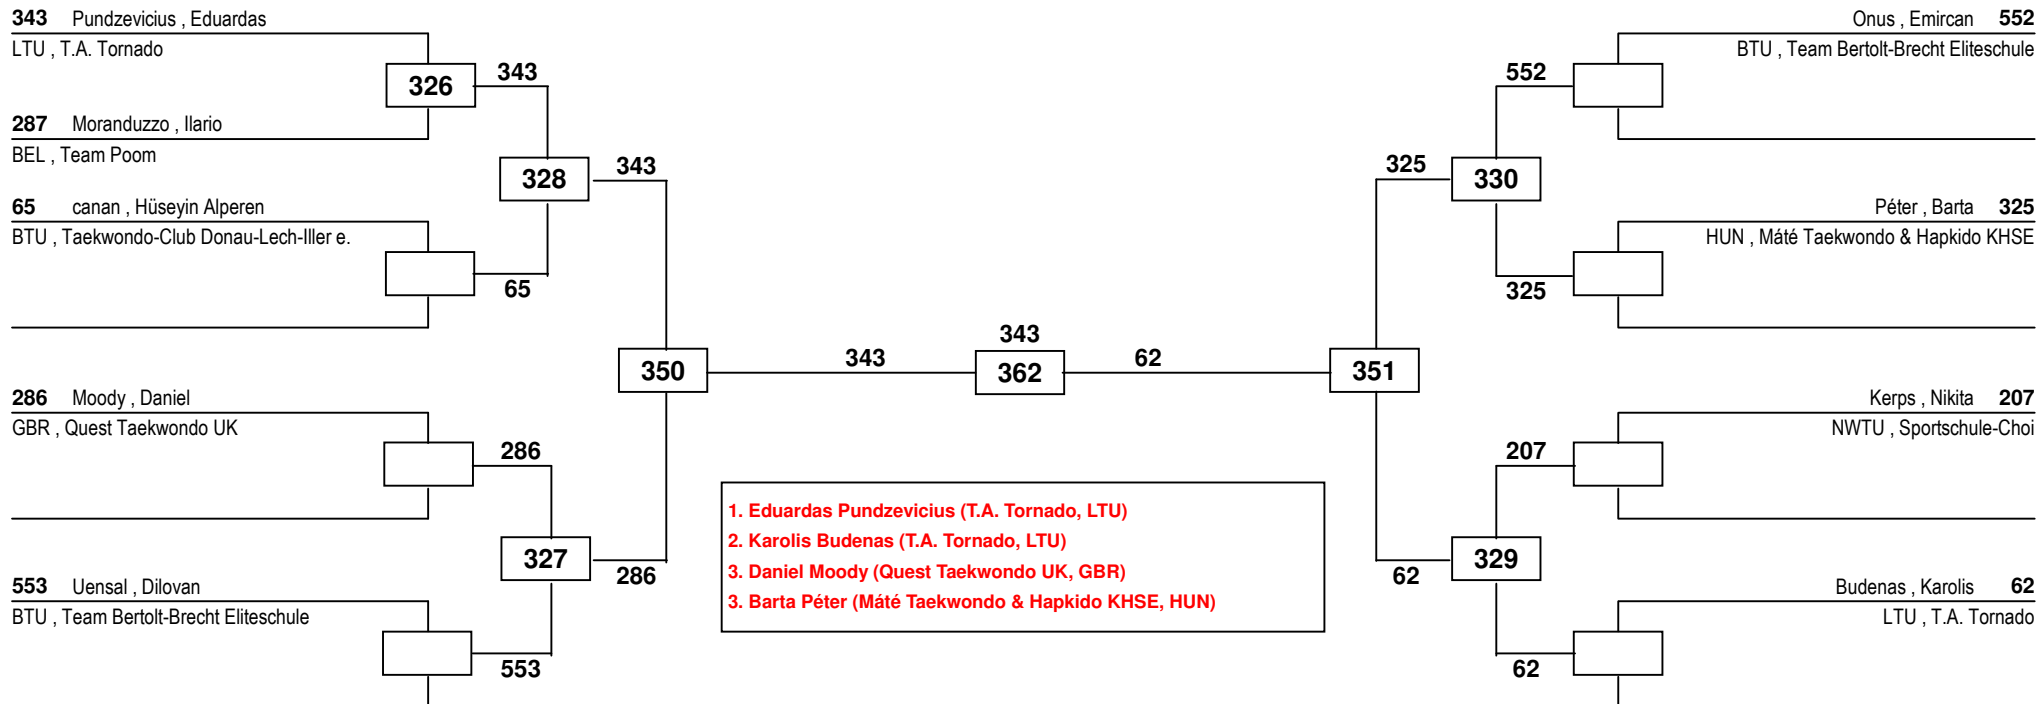 343 Pundzevicius , Eduardas
LTU , T.A. Tornado
326
343
287 Moranduzzo , Ilario
BEL , Team Poom
328
343
65 canan , Hüseyin Alperen
BTU , Taekwondo-Club Donau-Lech-Iller e.
65
350
343
286 Moody , Daniel
GBR , Quest Taekwondo UK
286
327
286
553 Uensal , Dilovan
BTU , Team Bertolt-Brecht Eliteschule
553
343
362
62
1. Eduardas Pundzevicius (T.A. Tornado, LTU)
2. Karolis Budenas (T.A. Tornado, LTU)
3. Daniel Moody (Quest Taekwondo UK, GBR)
3. Barta Péter (Máté Taekwondo & Hapkido KHSE, HUN)
Onus , Emircan 552
BTU , Team Bertolt-Brecht Eliteschule
552
325
330
Péter , Barta 325
HUN , Máté Taekwondo & Hapkido KHSE
325
351
Kerps , Nikita 207
NWTU , Sportschule-Choi
207
329
62
Budenas , Karolis 62
LTU , T.A. Tornado
62